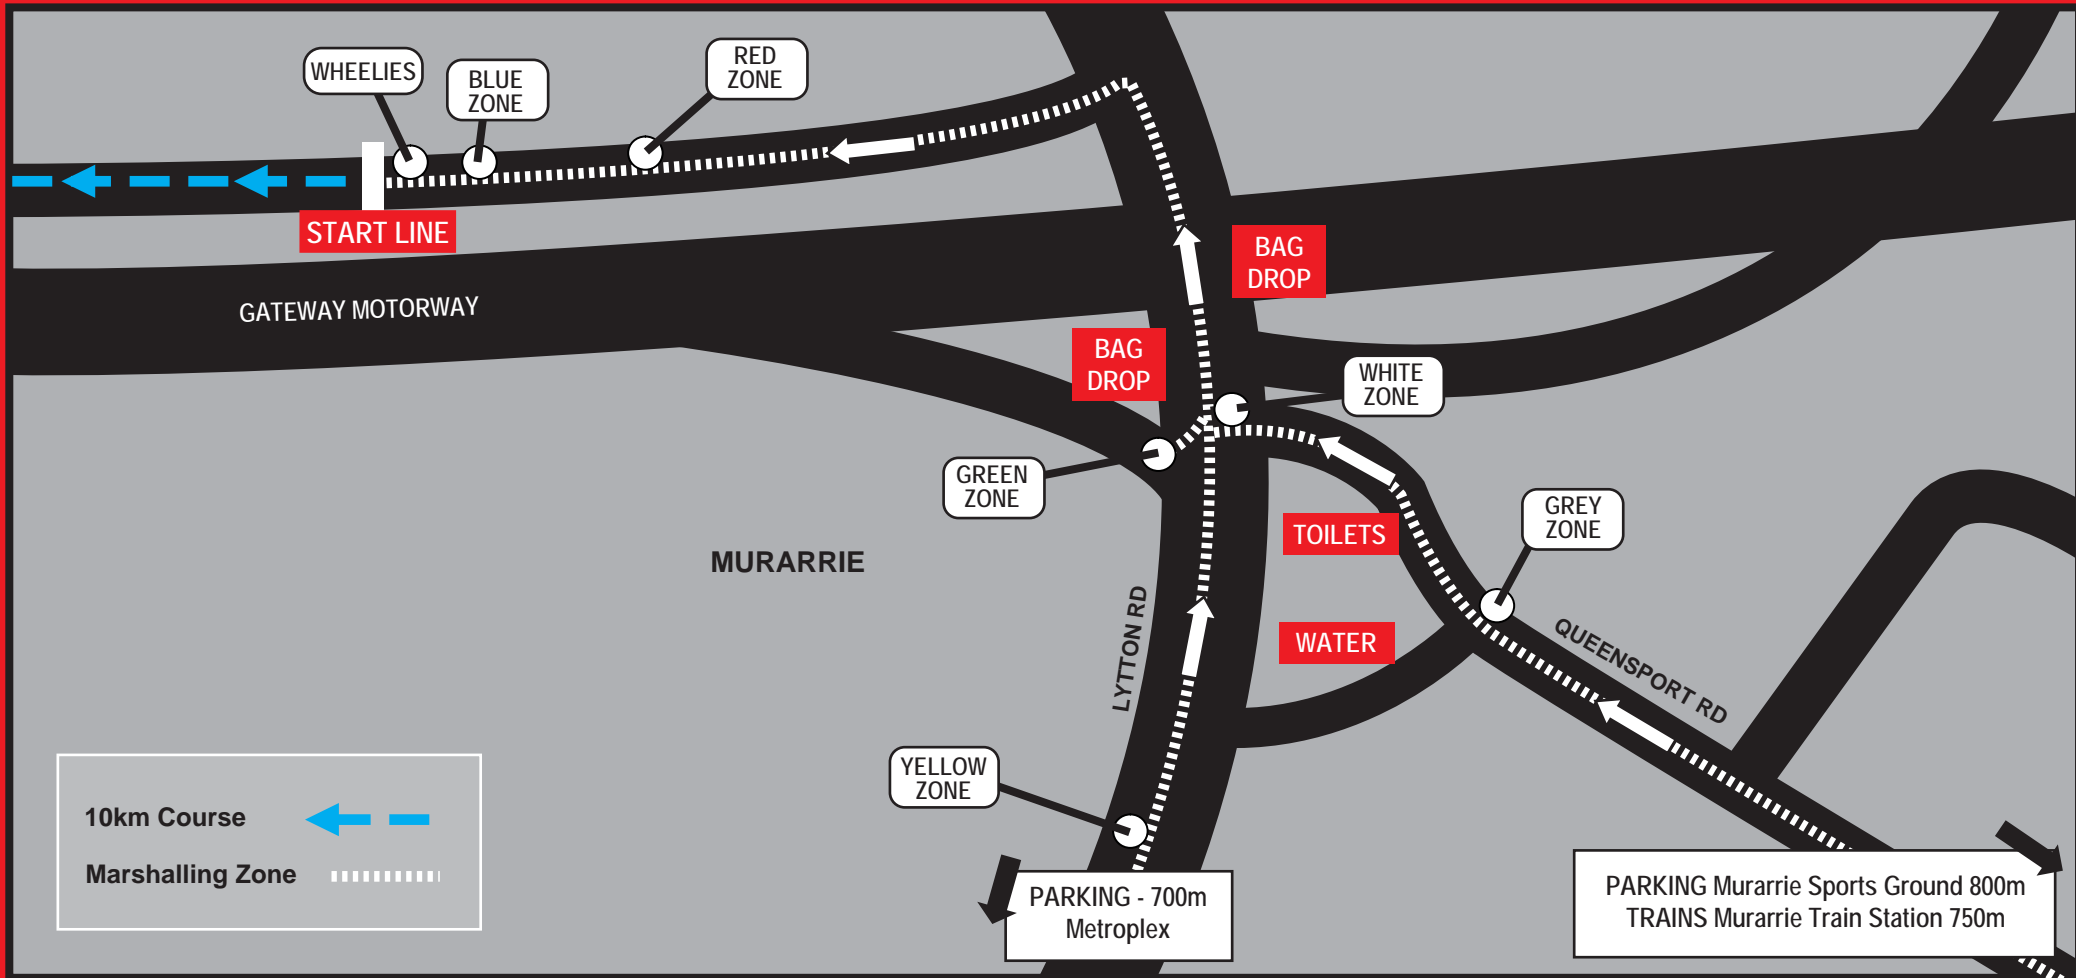 WHEELIES
BLUE
ZONE
RED
ZONE
START LINE
BAG
DROP
GATEWAY MOTORWAY
BAG
DROP
WHITE
ZONE
GREEN
ZONE
GREY
ZONE
TOILETS
MURARRIE
LYTTON RD
WATER
QUEENSPORT RD
YELLOW
ZONE
10km Course
Marshalling Zone
PARKING - 700m
Metroplex
PARKING Murarrie Sports Ground 800m
TRAINS Murarrie Train Station 750m